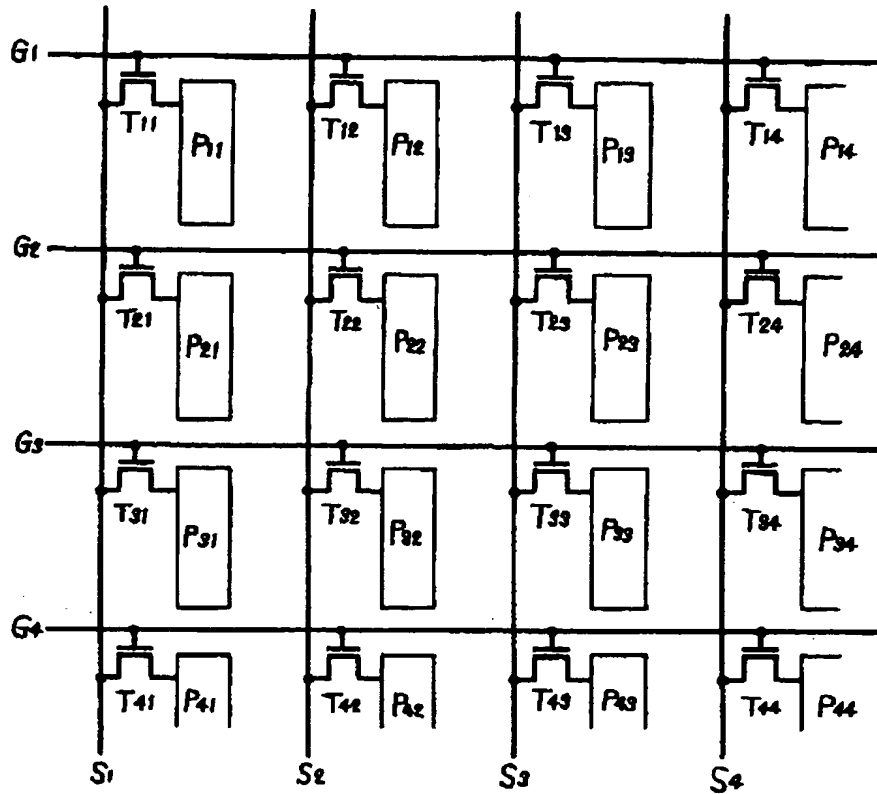 G1
T11 P11 T12 P12 T13 P13 T14 P14
G2
T21 P21 T22 P22 T23 P23 T24 P24
G3
T31 P31 T32 P32 T33 P33 T34 P34
G4
T41 P41 T42 P42 T43 P43 T44 P44
S1 S2 S3 S4